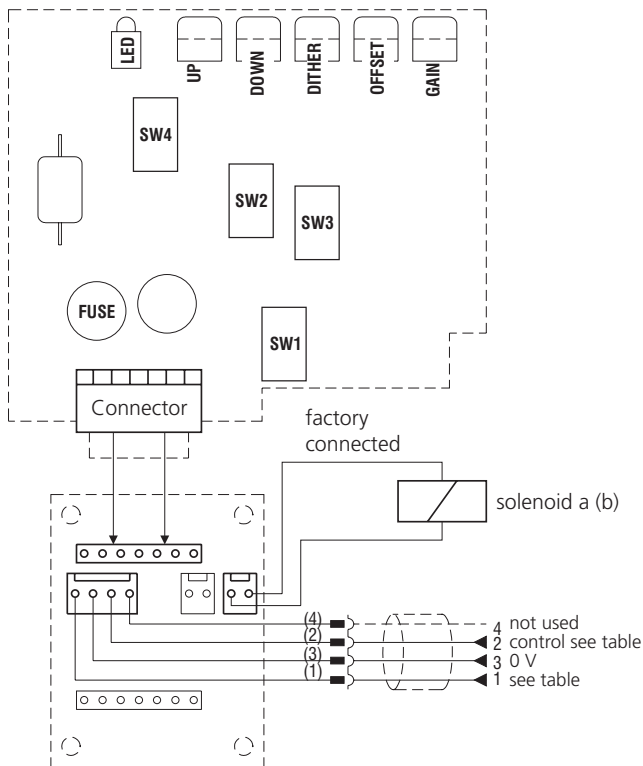 LED
UP
DOWN
DITHER
OFFSET
GAIN
SW4
SW2
SW3
FUSE
SW1
Connector
factory
connected
solenoid a (b)
(4)
4 not used
(2)
2 control see table
(3)
3 0 V
(1)
1 see table